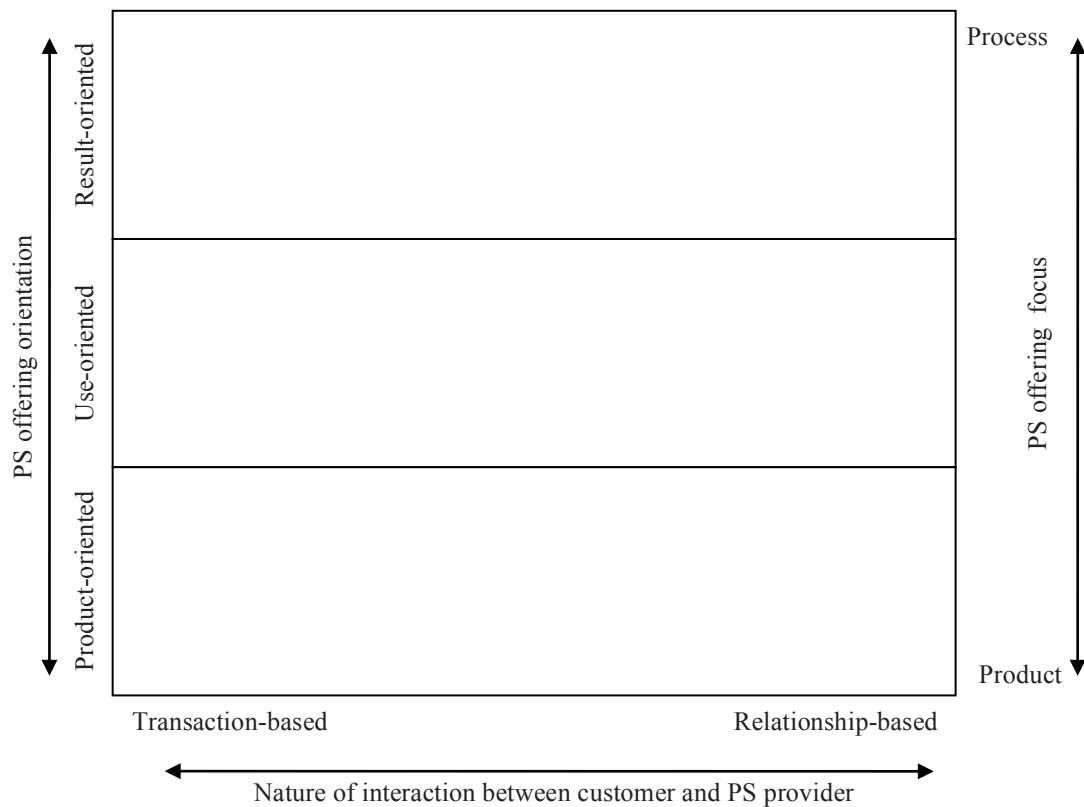 Process
Result-oriented
PS offering orientation
Use-oriented
PS offering focus
Product-oriented
Product
Transaction-based
Relationship-based
Nature of interaction between customer and PS provider